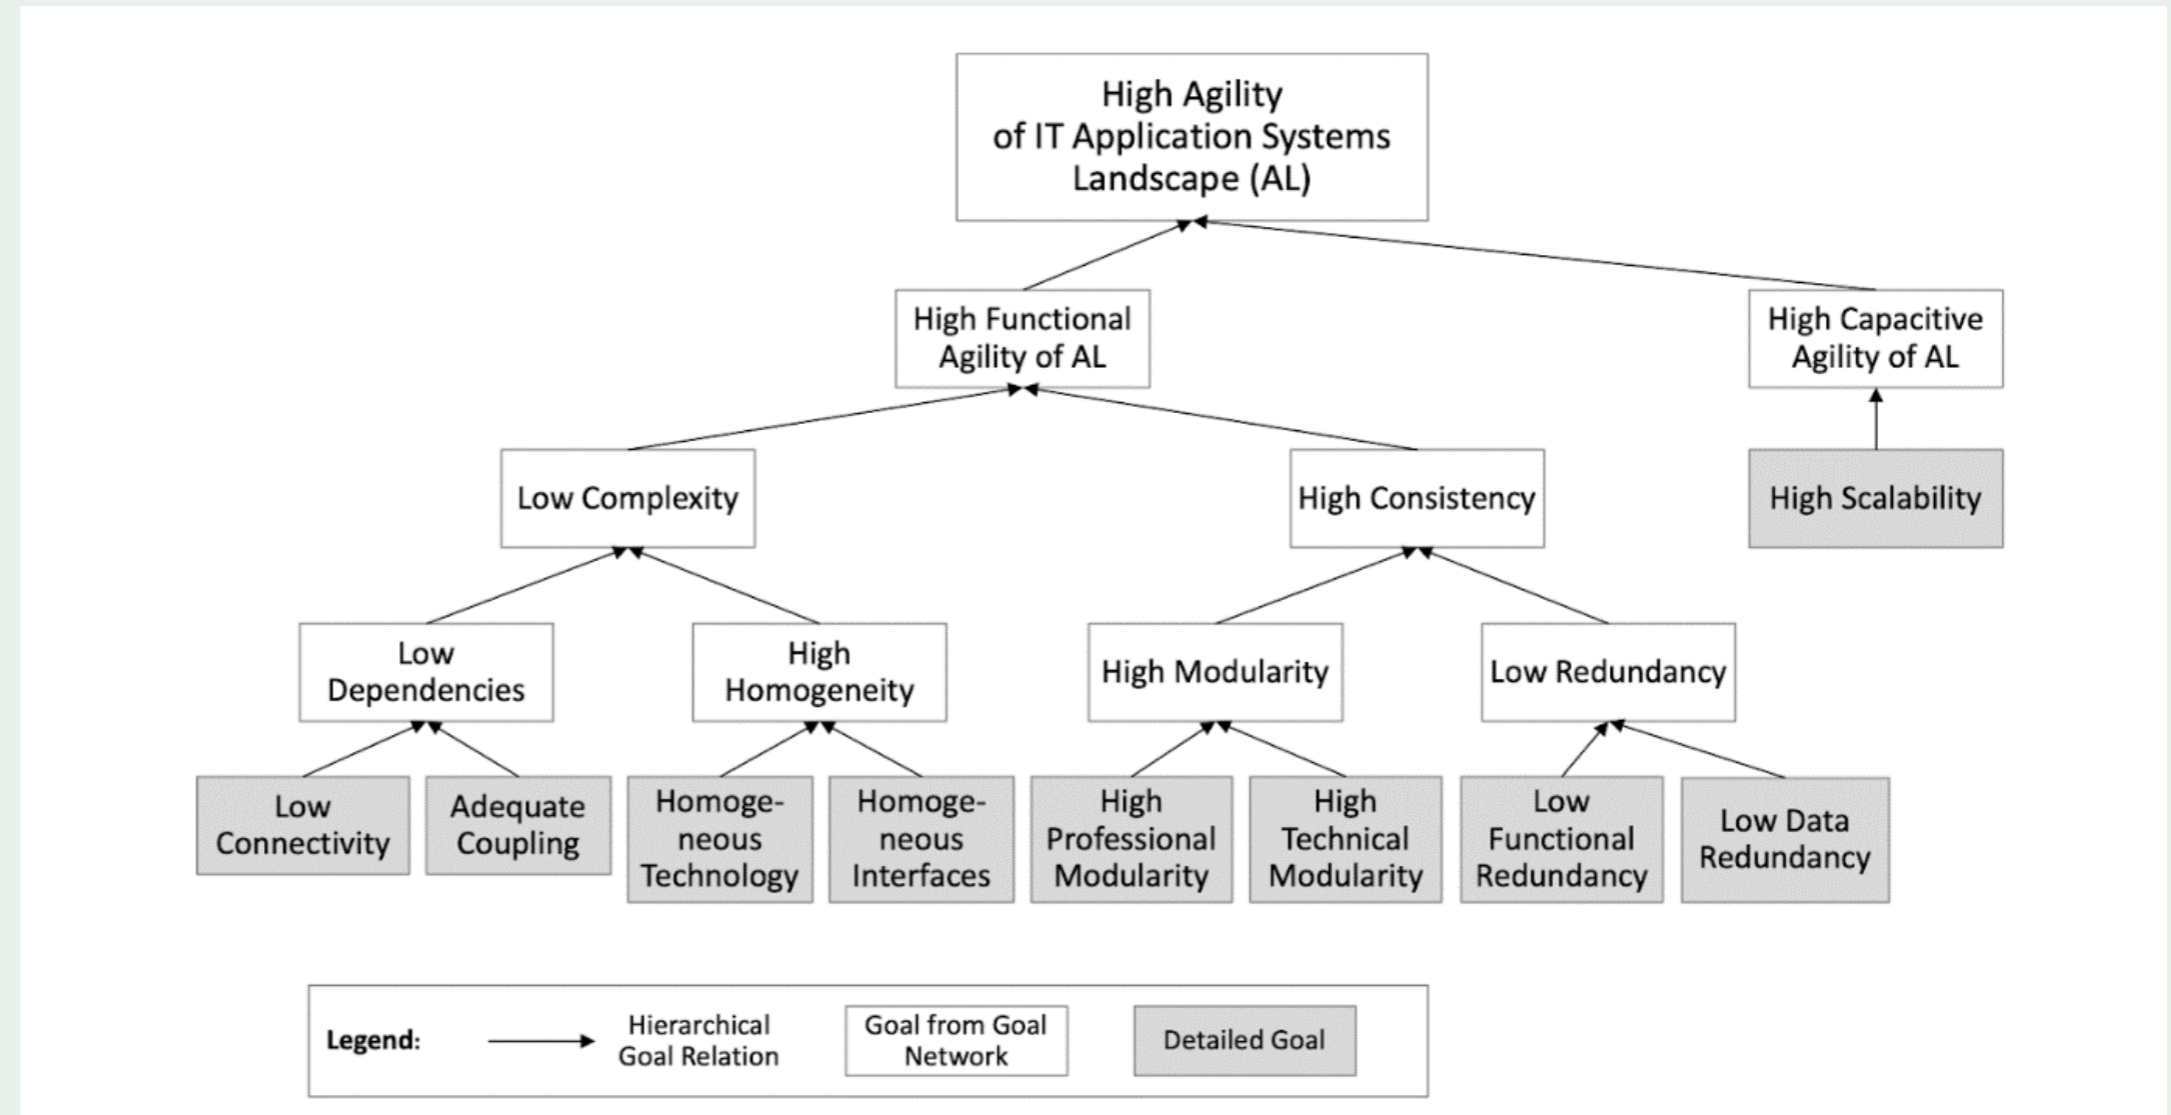 High Agility
of IT Application Systems
Landscape (AL)
High Functional
Agility of AL
High Capacitive
Agility of AL
Low Complexity
High Consistency
High Scalability
Low
Dependencies
High
Homogeneity
High Modularity
Low Redundancy
Low
Connectivity
Adequate
Coupling
Homoge-
neous
Technology
Homoge-
neous
Interfaces
High
Professional
Modularity
High
Technical
Modularity
Low
Functional
Redundancy
Low Data
Redundancy
Legend:
Hierarchical
Goal Relation
Goal from Goal
Network
Detailed Goal